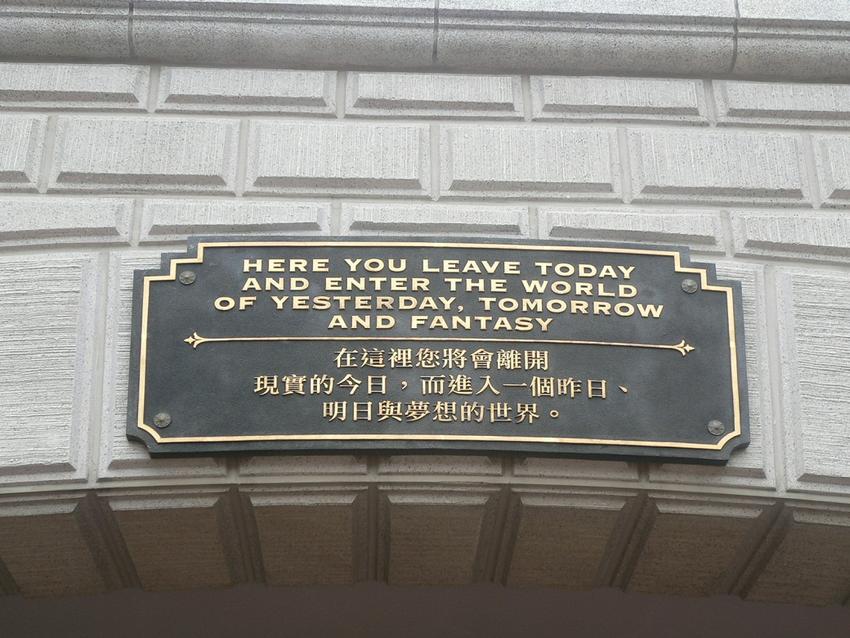 HERE YOU LEAVE TODAY
AND ENTER THE WORLD
OF YESTERDAY, TOMORROW
AND FANTASY
在這裡您將會離開
現實的今日，而進入一個昨日、
明日與夢想的世界。